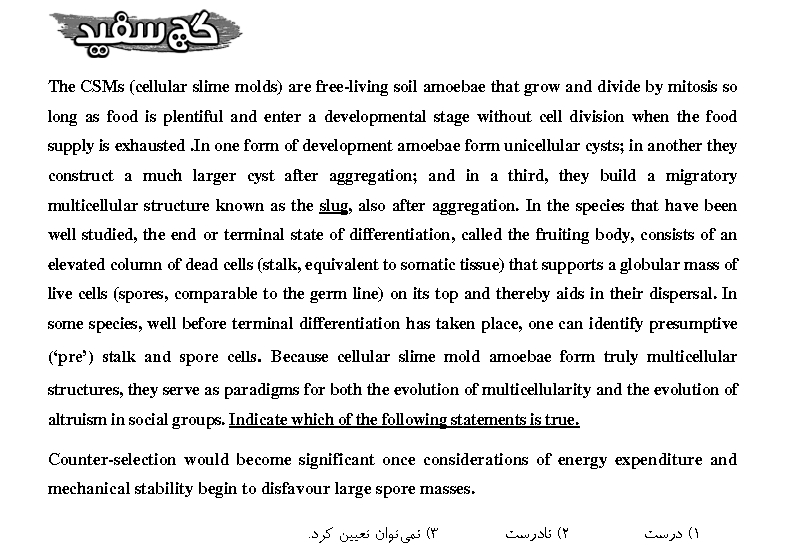 گچ سفید
The CSMs (cellular slime molds) are free-living soil amoebae that grow and divide by mitosis so
long as food is plentiful and enter a developmental stage without cell division when the food
supply is exhausted .In one form of development amoebae form unicellular cysts; in another they
construct a much larger cyst after aggregation; and in a third, they build a migratory
multicellular structure known as the slug, also after aggregation. In the species that have been
well studied, the end or terminal state of differentiation, called the fruiting body, consists of an
elevated column of dead cells (stalk, equivalent to somatic tissue) that supports a globular mass of
live cells (spores, comparable to the germ line) on its top and thereby aids in their dispersal. In
some species, well before terminal differentiation has taken place, one can identify presumptive
(‘pre’) stalk and spore cells. Because cellular slime mold amoebae form truly multicellular
structures, they serve as paradigms for both the evolution of multicellularity and the evolution of
altruism in social groups. Indicate which of the following statements is true.
Counter-selection would become significant once considerations of energy expenditure and
mechanical stability begin to disfavour large spore masses.
۱) درست ۲) نادرست ۳) نمی‌توان تعیین کرد.